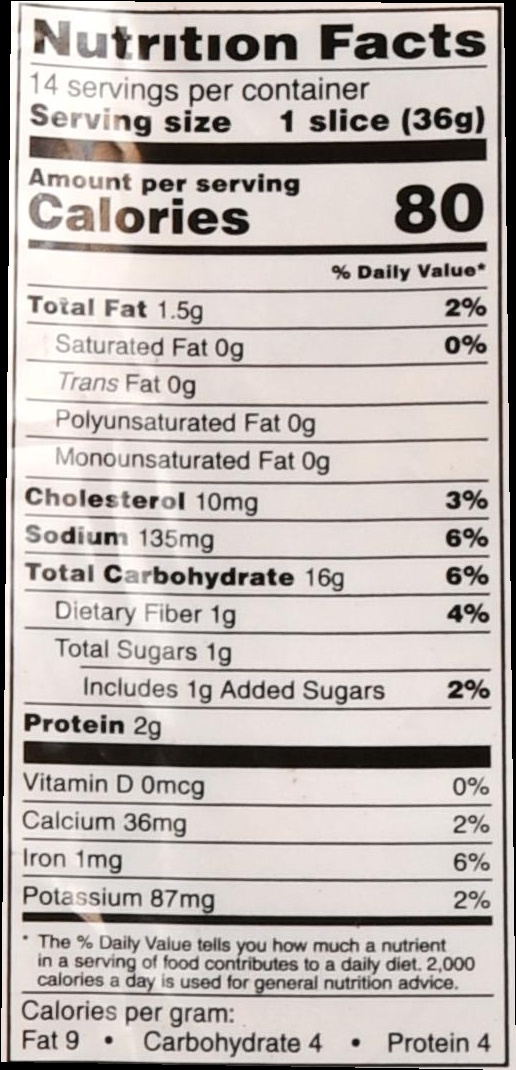 Nutrition Facts
14 servings per container
Serving size 1 slice (36g)
Amount per serving
Calories 80
% Daily Value*
Total Fat 1.5g 2%
Saturated Fat 0g 0%
Trans Fat 0g
Polyunsaturated Fat 0g
Monounsaturated Fat 0g
Cholesterol 10mg 3%
Sodium 135mg 6%
Total Carbohydrate 16g 6%
Dietary Fiber 1g 4%
Total Sugars 1g
Includes 1g Added Sugars 2%
Protein 2g
Vitamin D 0mcg 0%
Calcium 36mg 2%
Iron 1mg 6%
Potassium 87mg 2%
* The % Daily Value tells you how much a nutrient
in a serving of food contributes to a daily diet. 2,000
calories a day is used for general nutrition advice.
Calories per gram:
Fat 9 • Carbohydrate 4 • Protein 4